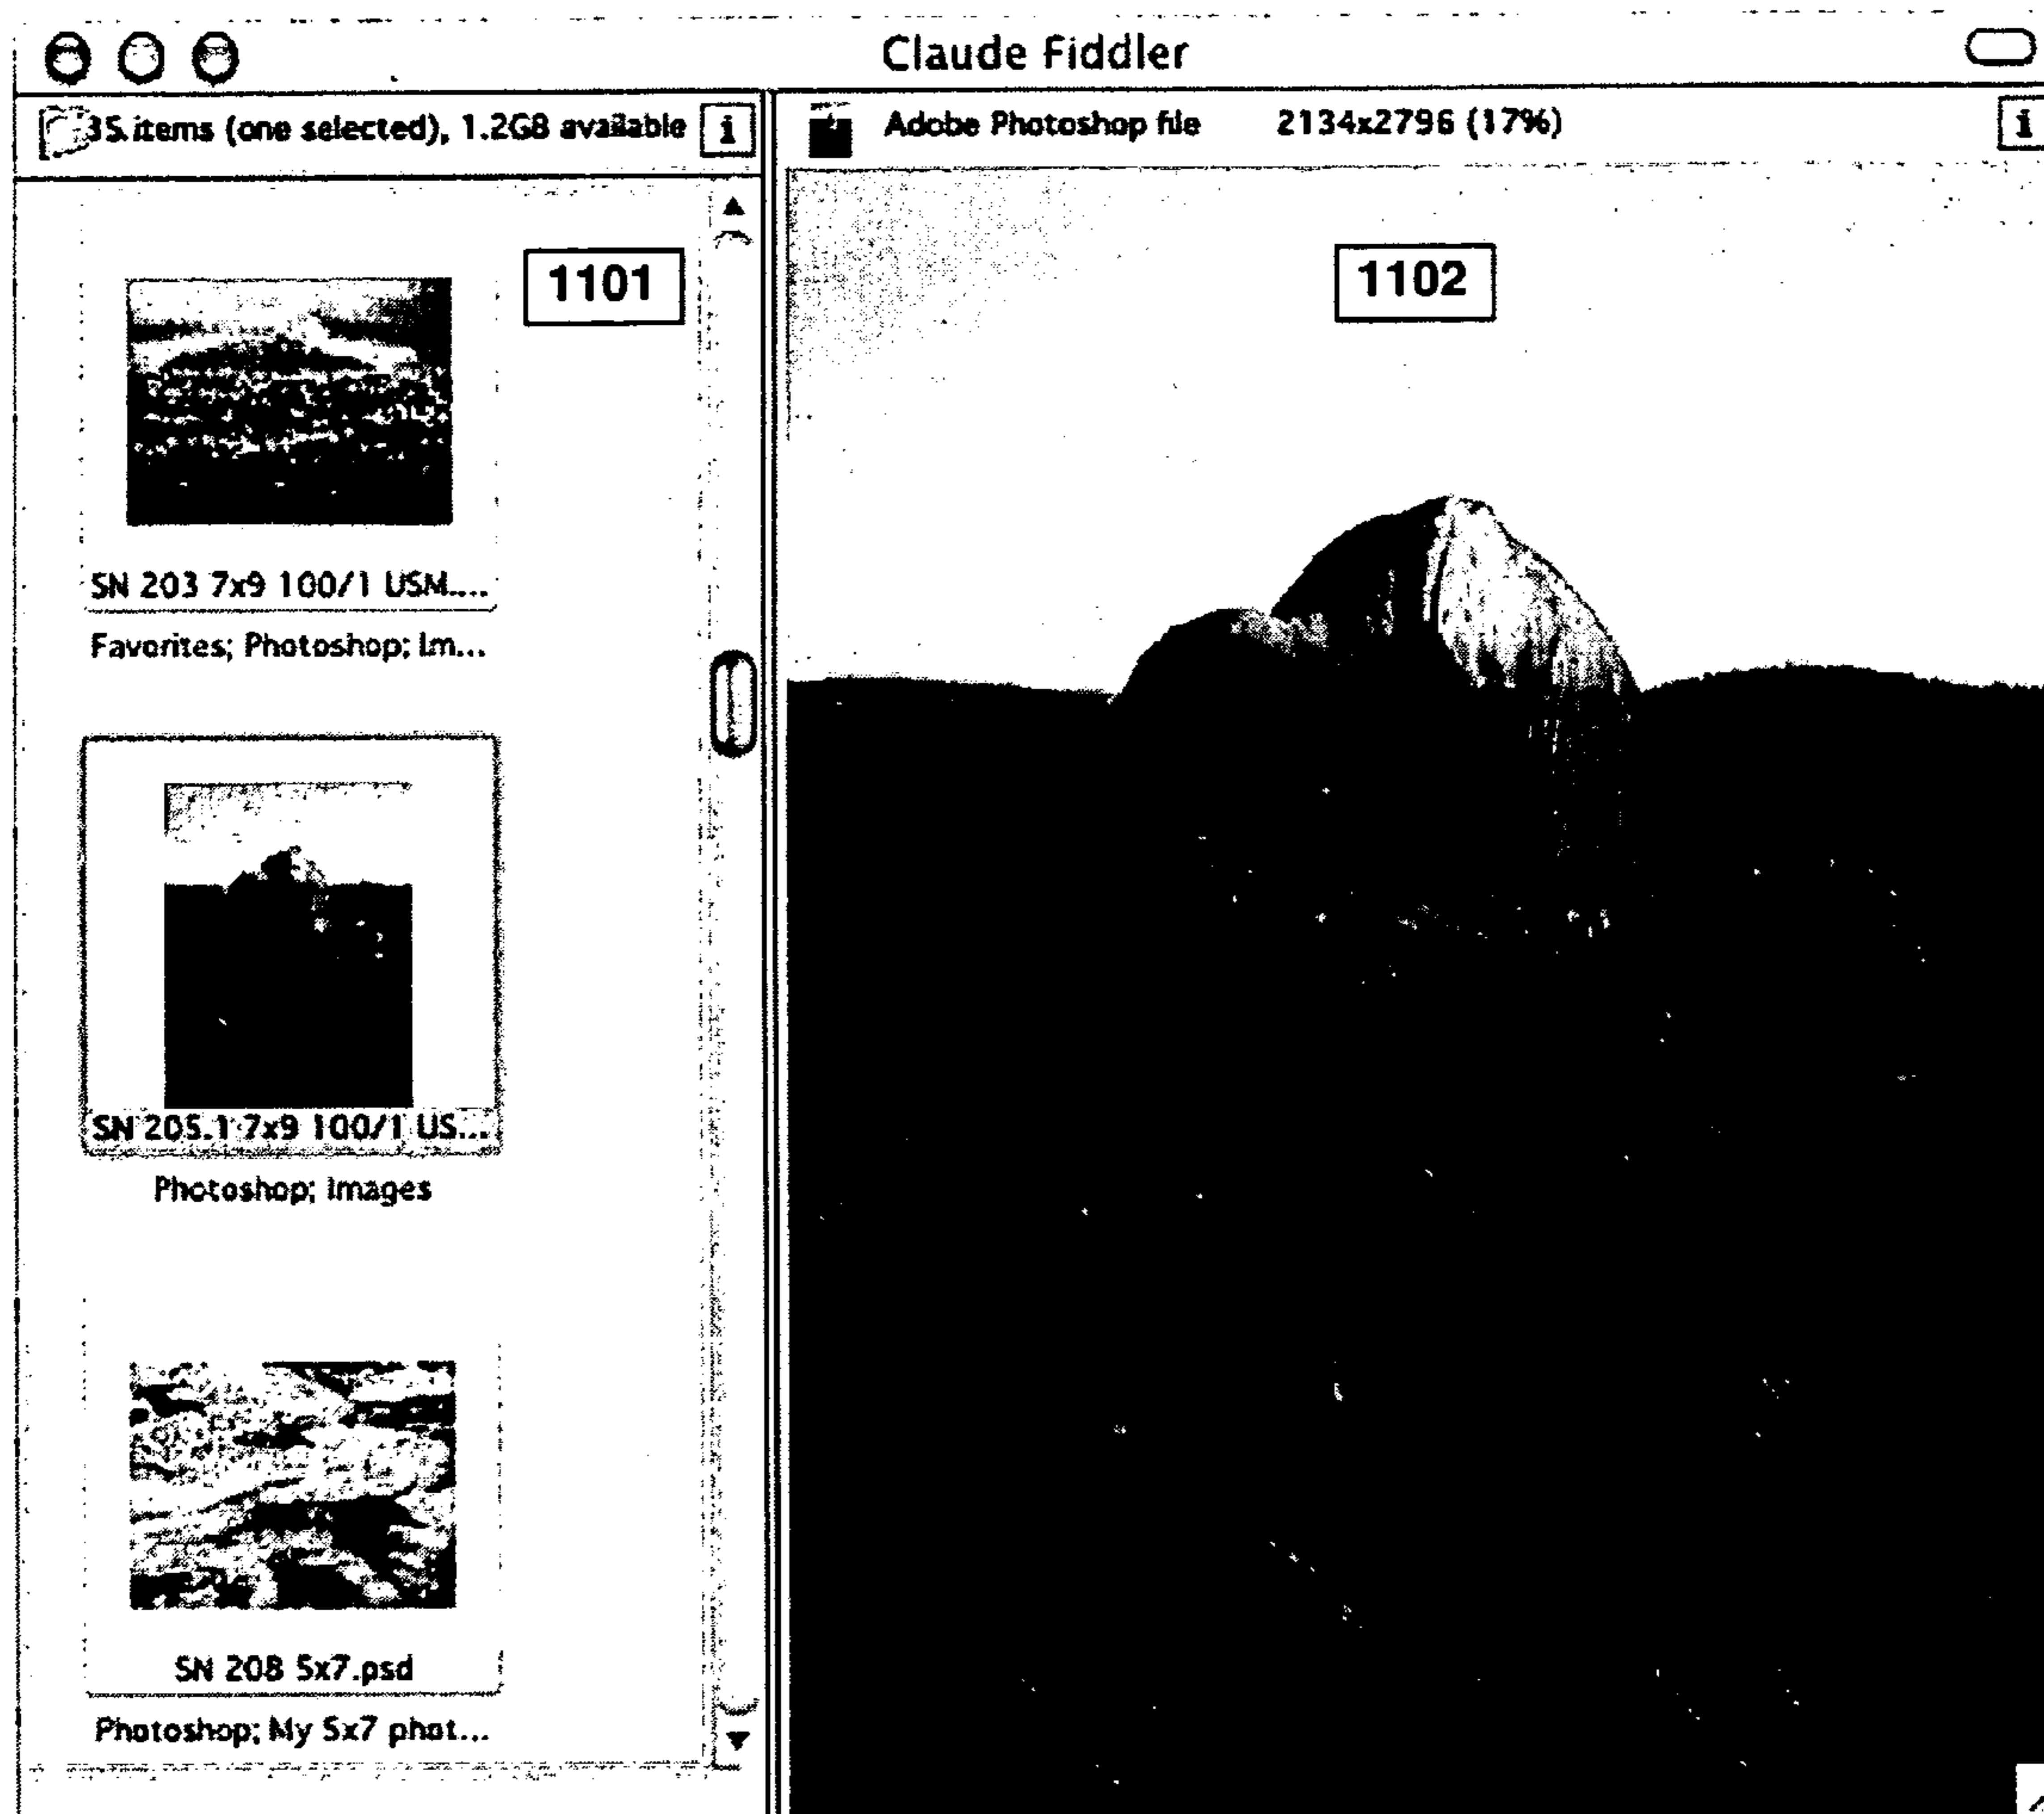 Claude Fiddler
35 items (one selected), 1.2GB available i
Adobe Photoshop file 2134x2796 (17%) i
1101
1102
SN 203 7x9 100/1 USM....
Favorites; Photoshop; Im...
SN 205.1 7x9 100/1 US...
Photoshop; Images
SN 208 5x7.psd
Photoshop; My 5x7 phot...